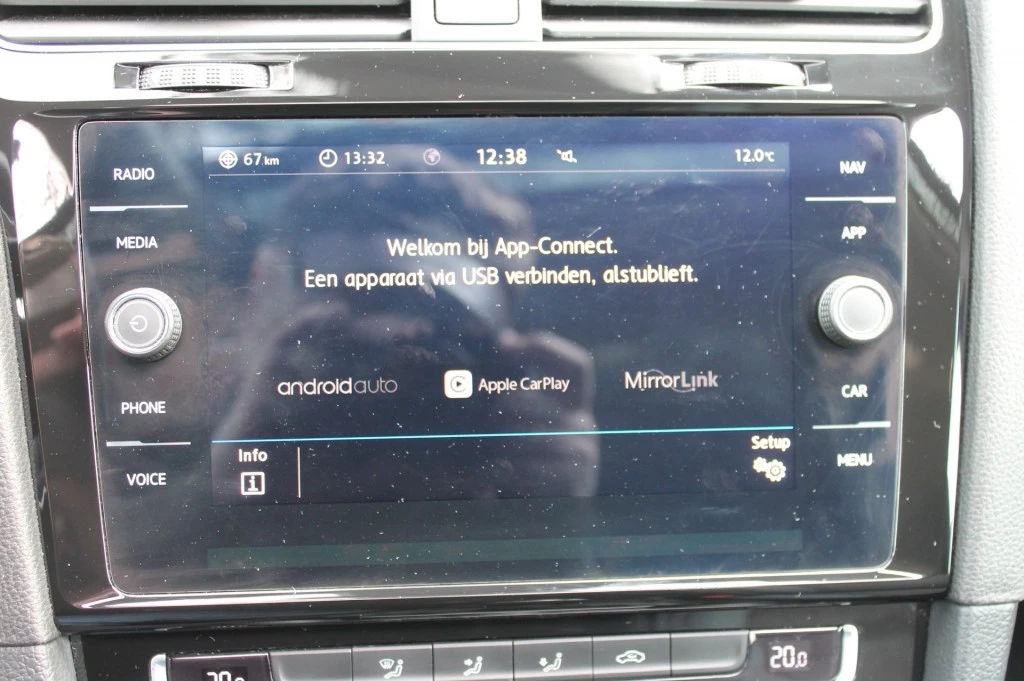 RADIO
MEDIA
PHONE
VOICE
67 km 13:32 12:38 12.0°C
Welkom bij App-Connect.
Een apparaat via USB verbinden, alstublieft.
androidauto Apple CarPlay MirrorLink
Info
i
Setup
NAV
APP
CAR
MENU
20.0